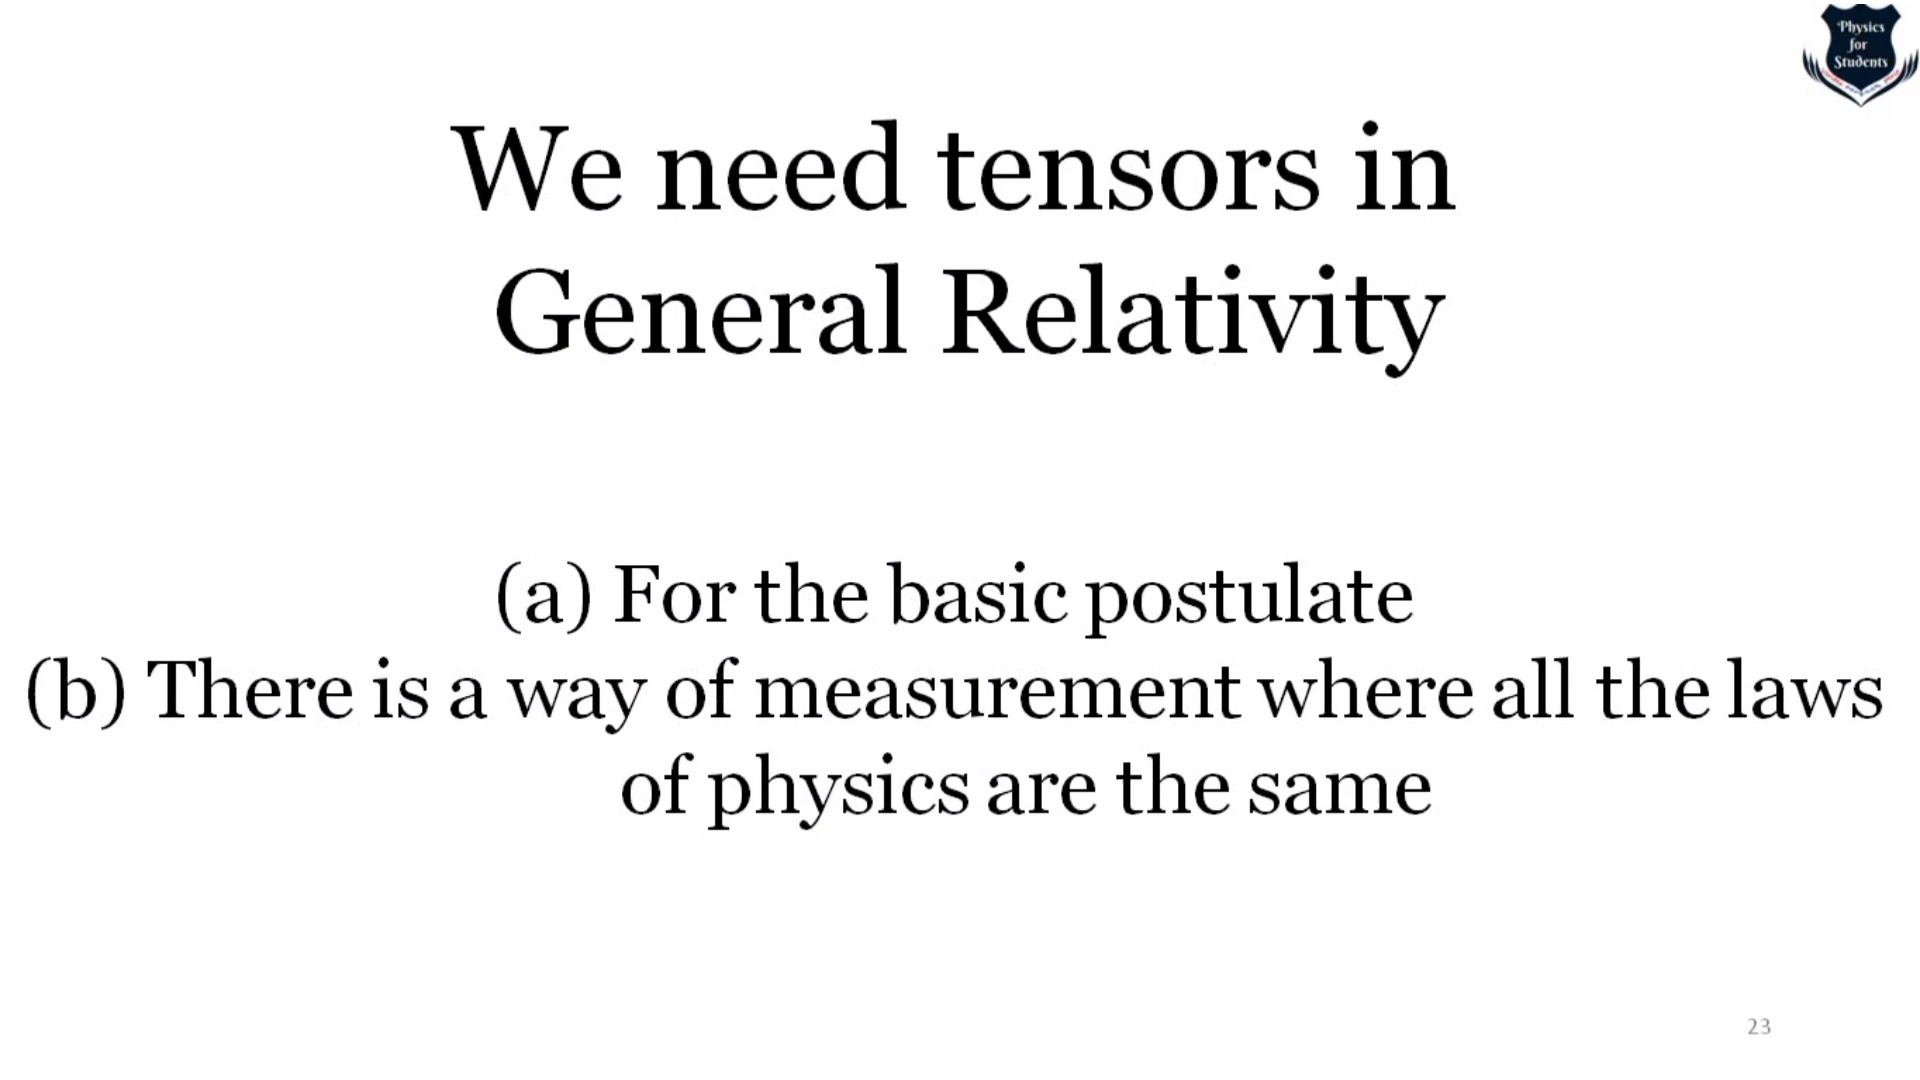 Physics
for
Students
We need tensors in
General Relativity
(a) For the basic postulate
(b) There is a way of measurement where all the laws
of physics are the same
23